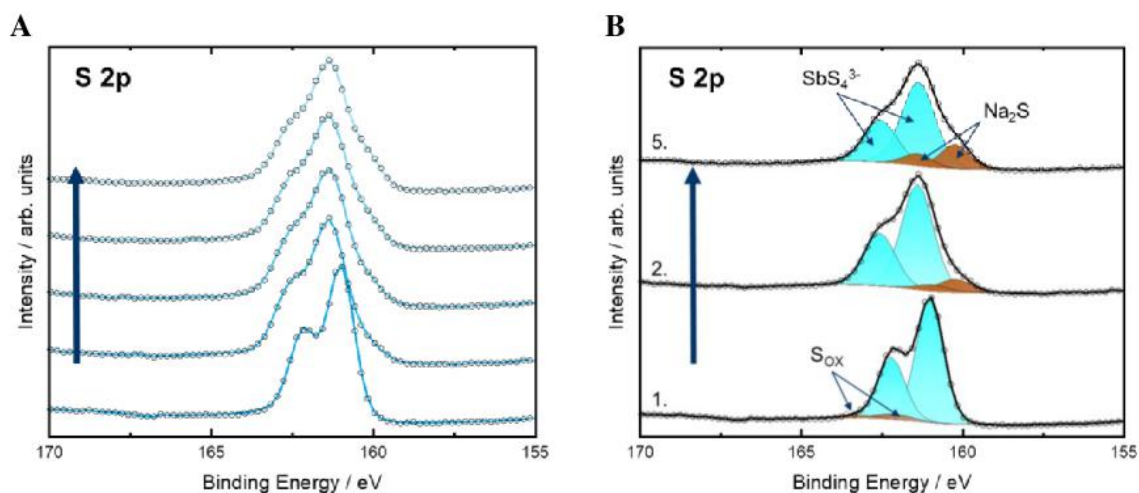 A
S 2p
Intensity / arb. units
170
165
160
155
Binding Energy / eV
B
S 2p
SbS₄³⁻
Na₂S
5.
2.
Sₒₓ
1.
Intensity / arb. units
170
165
160
155
Binding Energy / eV